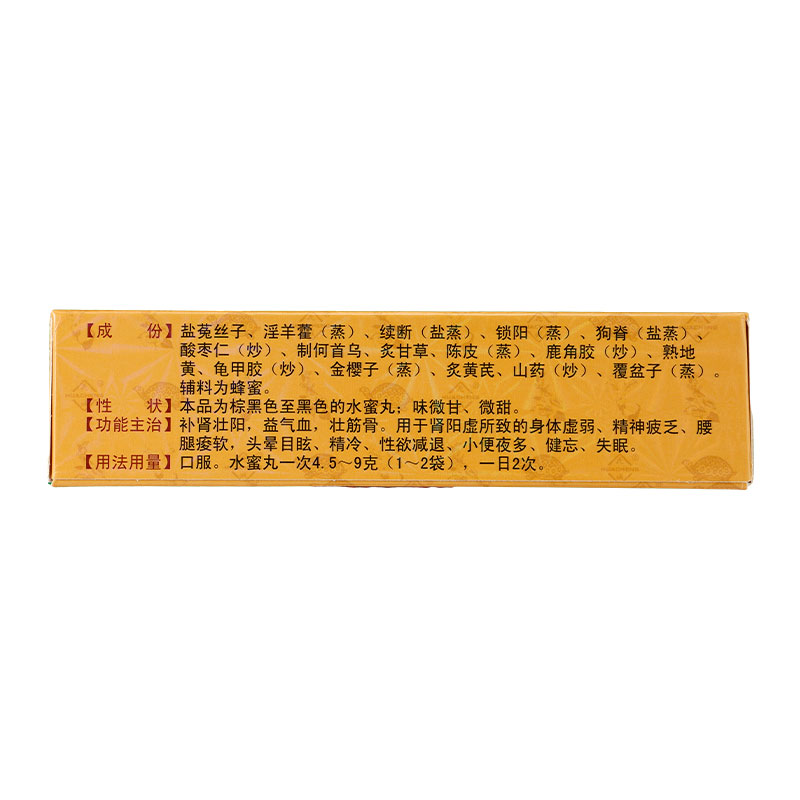 【成　份】盐菟丝子、淫羊藿（蒸）、续断（盐蒸）、锁阳（蒸）、狗脊（盐蒸）、
酸枣仁（炒）、制何首乌、炙甘草、陈皮（蒸）、鹿角胶（炒）、熟地
黄、龟甲胶（炒）、金樱子（蒸）、炙黄芪、山药（炒）、覆盆子（蒸）。
辅料为蜂蜜。
【性　状】本品为棕黑色至黑色的水蜜丸；味微甘、微甜。
【功能主治】补肾壮阳，益气血，壮筋骨。用于肾阳虚所致的身体虚弱、精神疲乏、腰
腿痠软，头晕目眩、精冷、性欲减退、小便夜多、健忘、失眠。
【用法用量】口服。水蜜丸一次4.5～9克（1～2袋），一日2次。